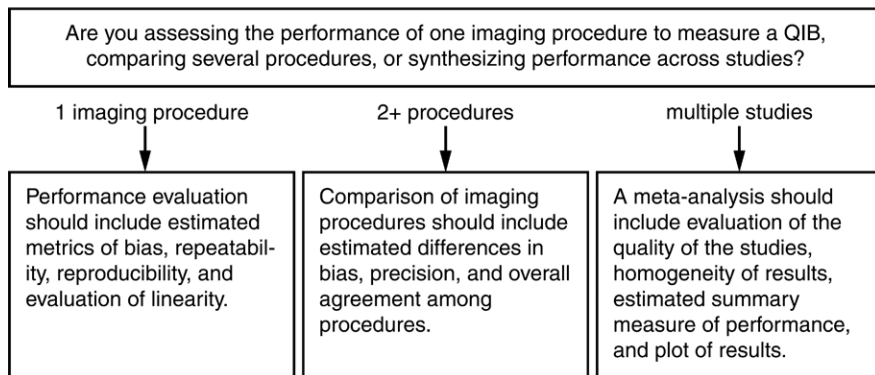 Are you assessing the performance of one imaging procedure to measure a QIB,
comparing several procedures, or synthesizing performance across studies?
1 imaging procedure
2+ procedures
multiple studies
Performance evaluation
should include estimated
metrics of bias, repeatabil-
ity, reproducibility, and
evaluation of linearity.
Comparison of imaging
procedures should include
estimated differences in
bias, precision, and overall
agreement among
procedures.
A meta-analysis should
include evaluation of the
quality of the studies,
homogeneity of results,
estimated summary
measure of performance,
and plot of results.